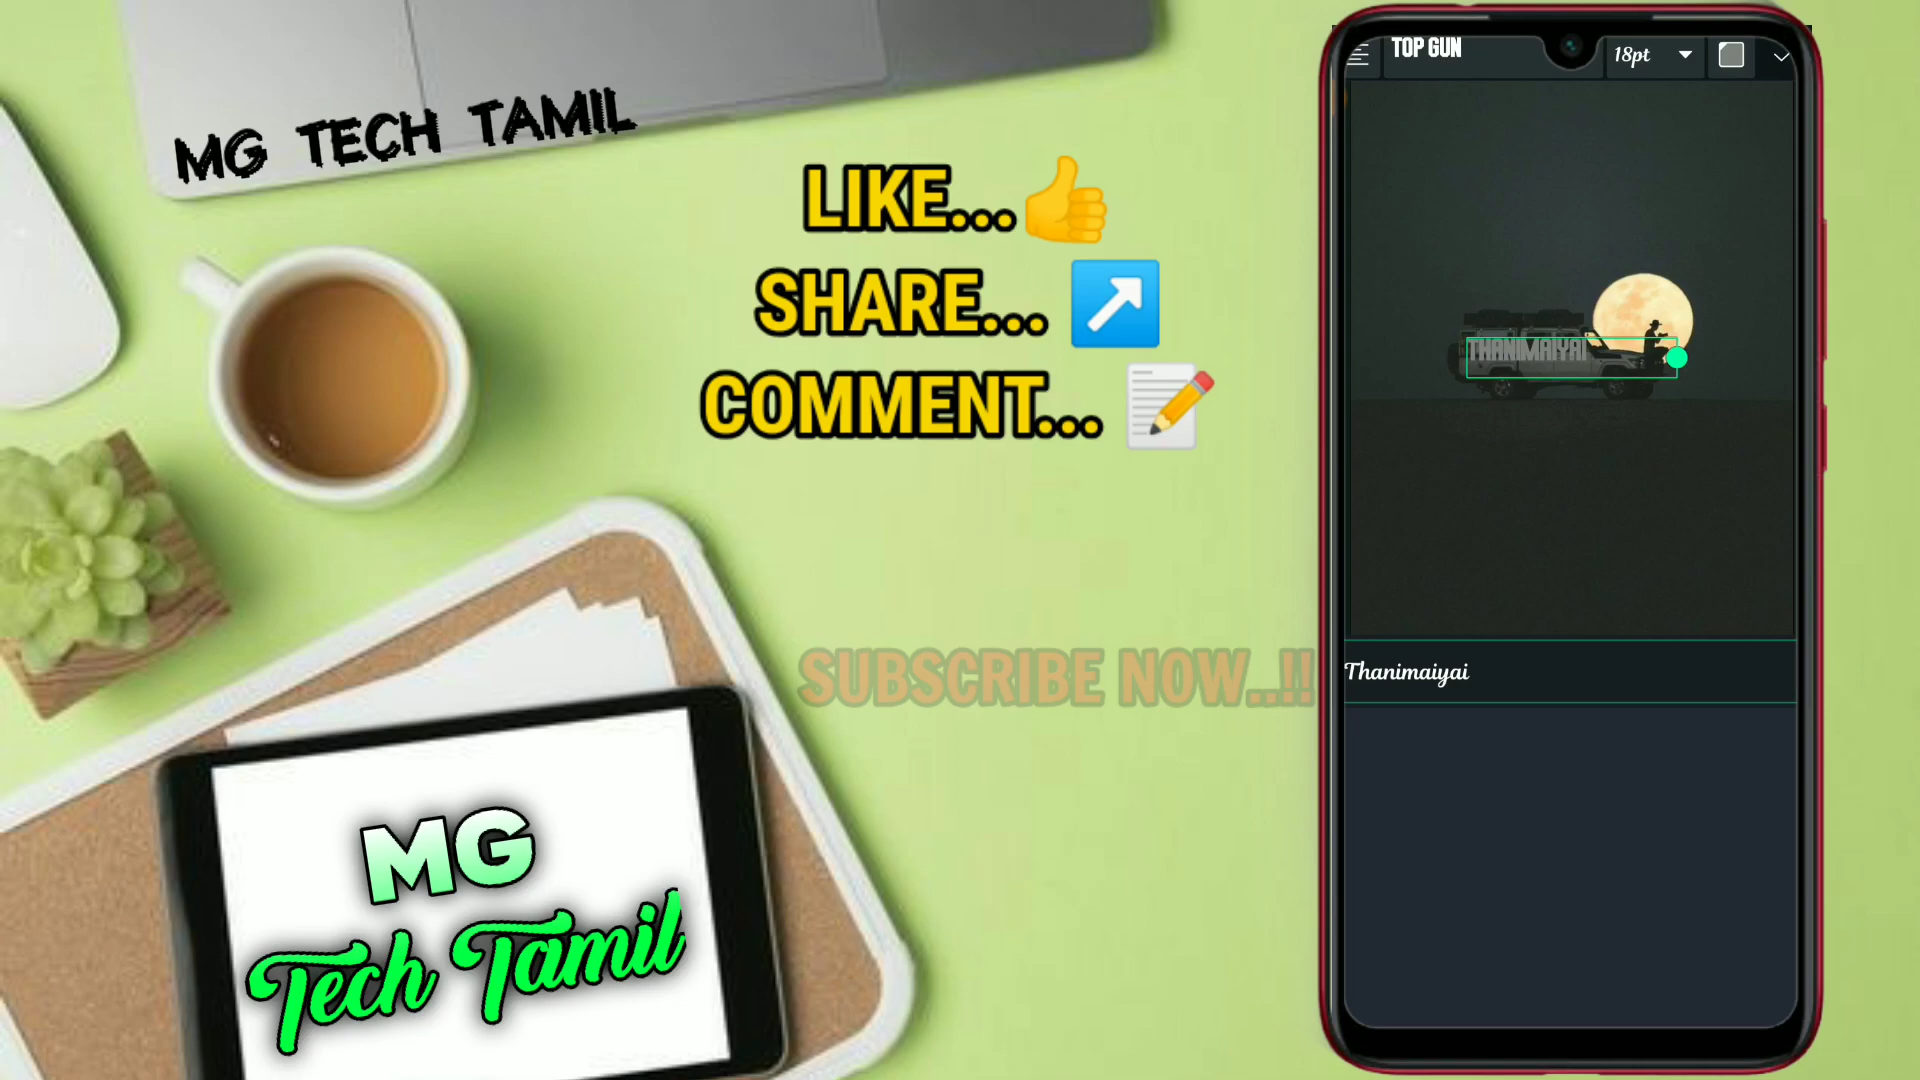 MG TECH TAMIL
LIKE...👍
SHARE... ↗
COMMENT... 📝
SUBSCRIBE NOW..!!
MG
Tech Tamil
TOP GUN
18pt
THANIMAIYAI
Thanimaiyai